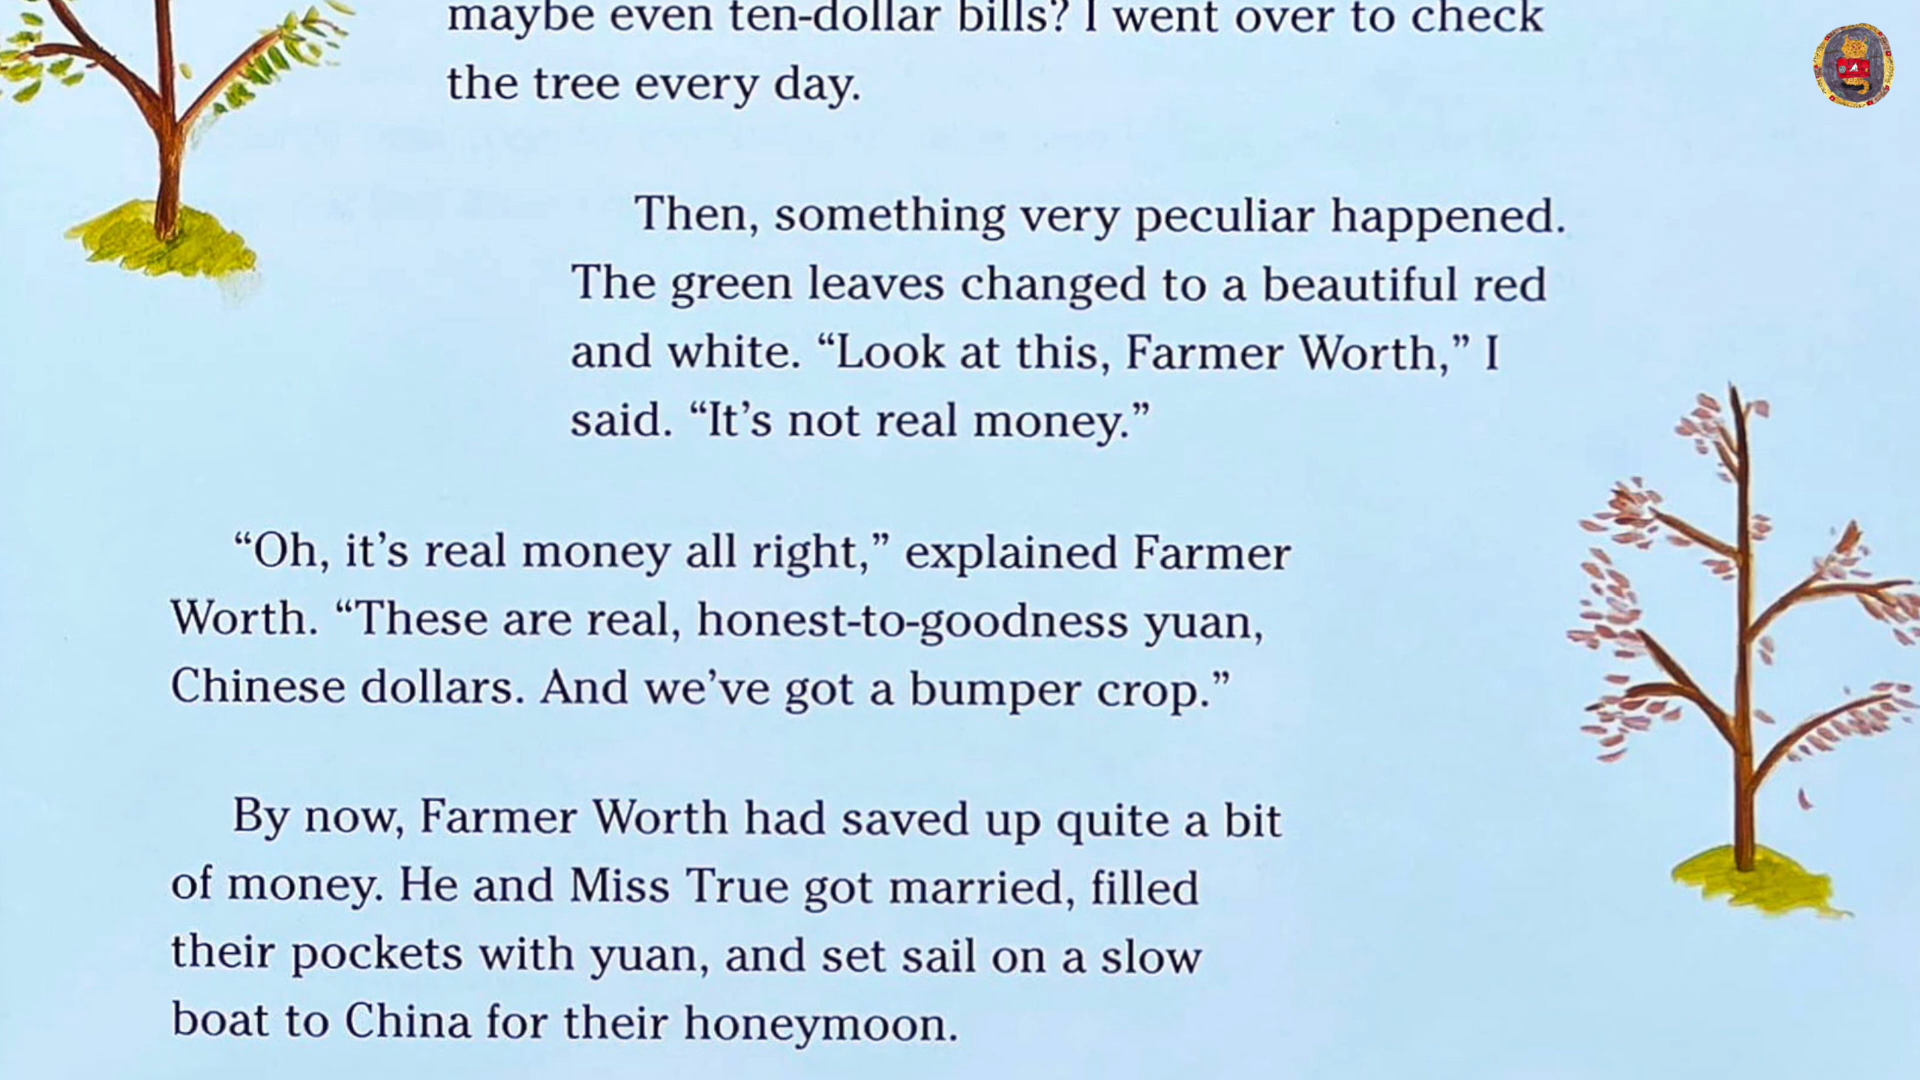 maybe even ten-dollar bills? I went over to check
the tree every day.
Then, something very peculiar happened.
The green leaves changed to a beautiful red
and white. “Look at this, Farmer Worth,” I
said. “It’s not real money.”
“Oh, it’s real money all right,” explained Farmer
Worth. “These are real, honest-to-goodness yuan,
Chinese dollars. And we’ve got a bumper crop.”
By now, Farmer Worth had saved up quite a bit
of money. He and Miss True got married, filled
their pockets with yuan, and set sail on a slow
boat to China for their honeymoon.